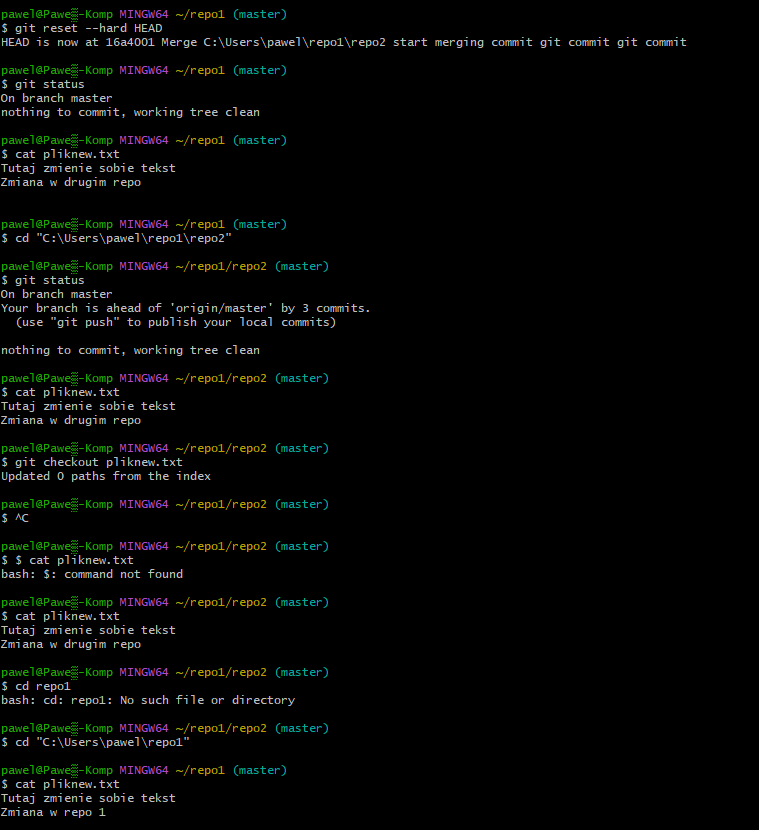 pawel@Pawe▒-Komp MINGW64 ~/repo1 (master)
$ git reset --hard HEAD
HEAD is now at 16a4001 Merge C:\Users\pawel\repo1\repo2 start merging commit git commit git commit
pawel@Pawe▒-Komp MINGW64 ~/repo1 (master)
$ git status
On branch master
nothing to commit, working tree clean
pawel@Pawe▒-Komp MINGW64 ~/repo1 (master)
$ cat pliknew.txt
Tutaj zmienie sobie tekst
Zmiana w drugim repo
pawel@Pawe▒-Komp MINGW64 ~/repo1 (master)
$ cd "C:\Users\pawel\repo1\repo2"
pawel@Pawe▒-Komp MINGW64 ~/repo1/repo2 (master)
$ git status
On branch master
Your branch is ahead of 'origin/master' by 3 commits.
  (use "git push" to publish your local commits)
nothing to commit, working tree clean
pawel@Pawe▒-Komp MINGW64 ~/repo1/repo2 (master)
$ cat pliknew.txt
Tutaj zmienie sobie tekst
Zmiana w drugim repo
pawel@Pawe▒-Komp MINGW64 ~/repo1/repo2 (master)
$ git checkout pliknew.txt
Updated 0 paths from the index
pawel@Pawe▒-Komp MINGW64 ~/repo1/repo2 (master)
$ ^C
pawel@Pawe▒-Komp MINGW64 ~/repo1/repo2 (master)
$ $ cat pliknew.txt
bash: $: command not found
pawel@Pawe▒-Komp MINGW64 ~/repo1/repo2 (master)
$ cat pliknew.txt
Tutaj zmienie sobie tekst
Zmiana w drugim repo
pawel@Pawe▒-Komp MINGW64 ~/repo1/repo2 (master)
$ cd repo1
bash: cd: repo1: No such file or directory
pawel@Pawe▒-Komp MINGW64 ~/repo1/repo2 (master)
$ cd "C:\Users\pawel\repo1"
pawel@Pawe▒-Komp MINGW64 ~/repo1 (master)
$ cat pliknew.txt
Tutaj zmienie sobie tekst
Zmiana w repo 1